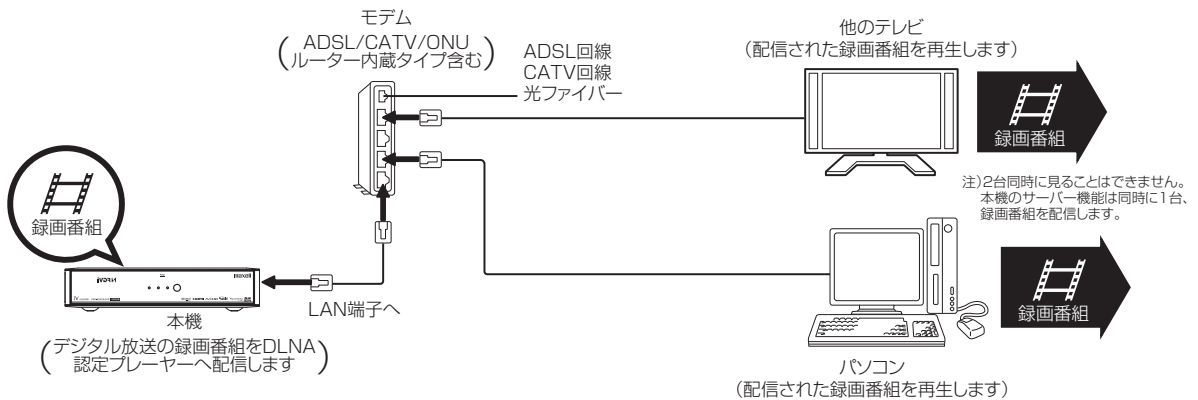 モデム
(ADSL/CATV/ONU
ルーター内蔵タイプ含む)
ADSL回線
CATV回線
光ファイバー
他のテレビ
(配信された録画番組を再生します)
録画番組
注)2台同時に見ることはできません。
本機のサーバー機能は同時に1台、
録画番組を配信します。
録画番組
iVDR-S
maxell
LAN端子へ
本機
(デジタル放送の録画番組をDLNA
認定プレーヤーへ配信します)
録画番組
パソコン
(配信された録画番組を再生します)